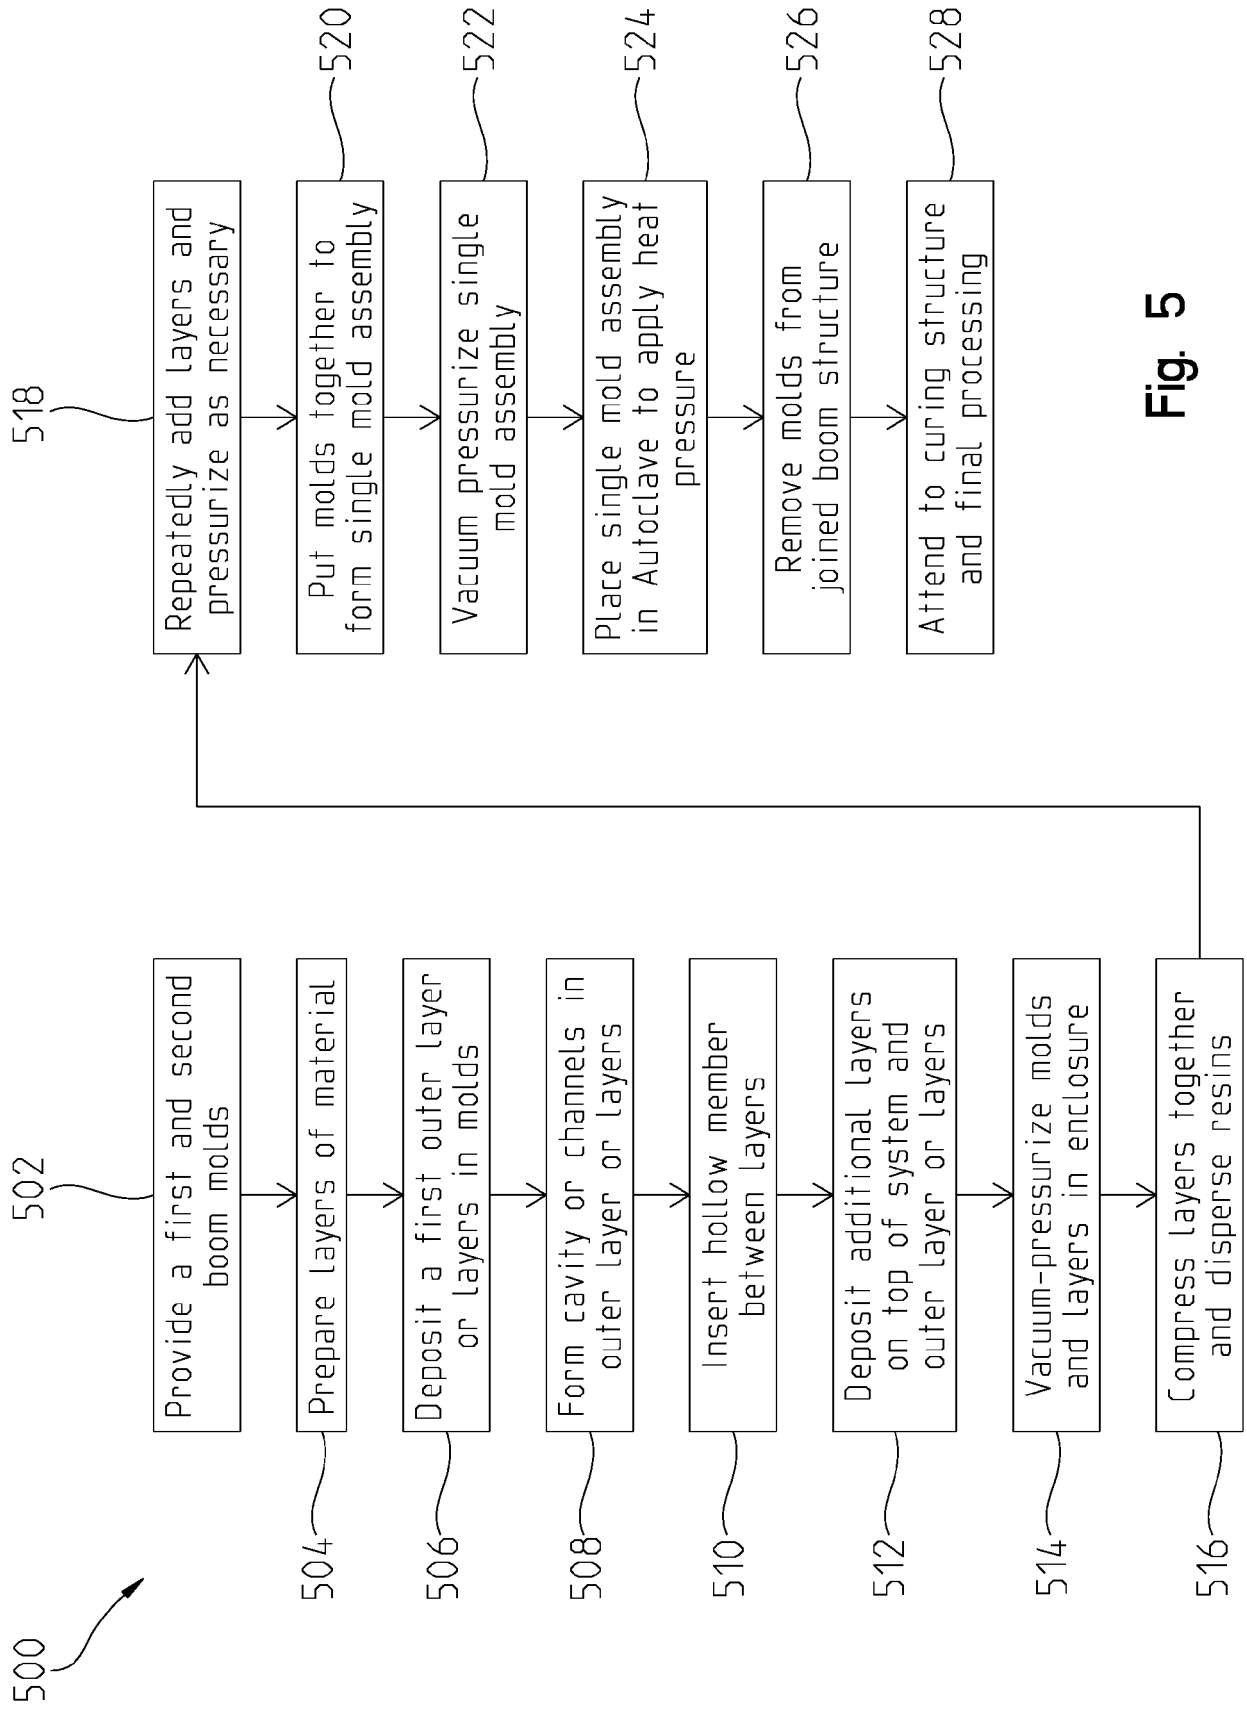 500
502
Provide a first and second
boom molds
504
Prepare layers of material
506
Deposit a first outer layer
or layers in molds
508
Form cavity or channels in
outer layer or layers
510
Insert hollow member
between layers
512
Deposit additional layers
on top of system and
outer layer or layers
514
Vacuum-pressurize molds
and layers in enclosure
516
Compress layers together
and disperse resins
518
Repeatedly add layers and
pressurize as necessary
520
Put molds together to
form single mold assembly
522
Vacuum pressurize single
mold assembly
524
Place single mold assembly
in Autoclave to apply heat
pressure
526
Remove molds from
joined boom structure
528
Attend to curing structure
and final processing
Fig. 5